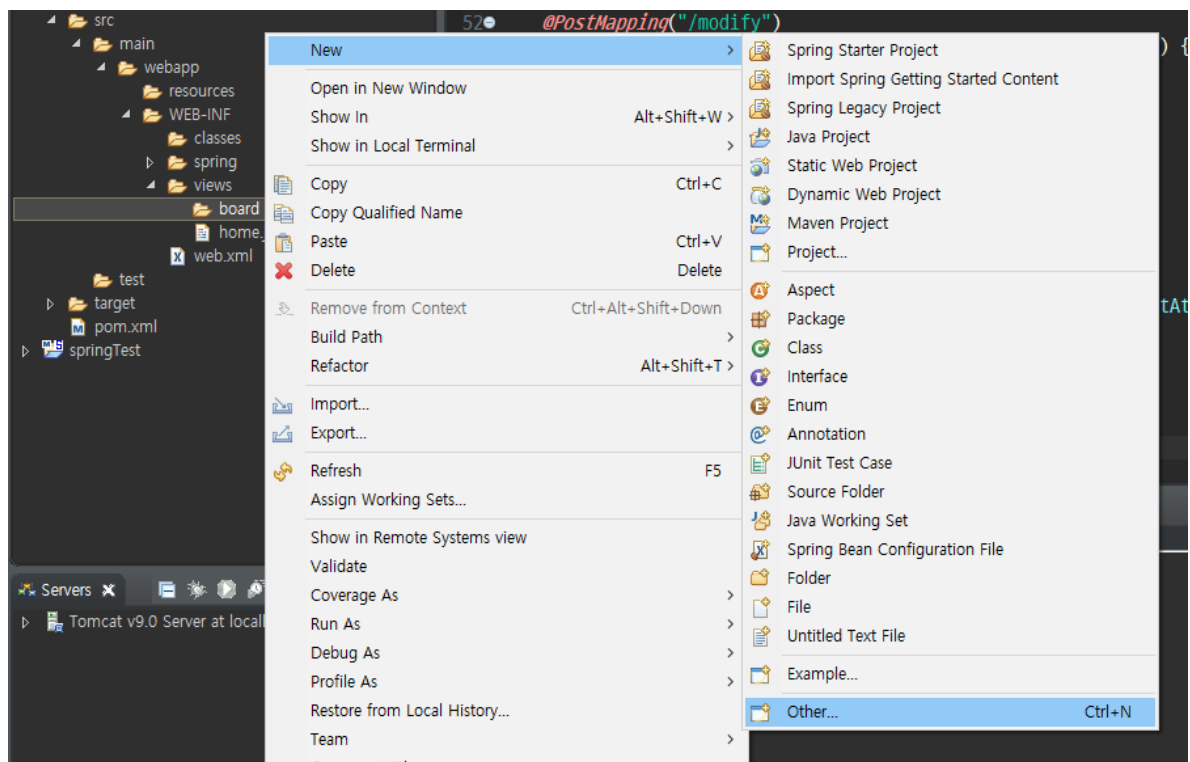 src
main
webapp
resources
WEB-INF
classes
spring
views
board
home.
web.xml
test
target
pom.xml
springTest
52 @PostMapping("/modify")
) {
tAt
New
Open in New Window
Show In Alt+Shift+W >
Show in Local Terminal >
Copy Ctrl+C
Copy Qualified Name
Paste Ctrl+V
Delete Delete
Remove from Context Ctrl+Alt+Shift+Down
Build Path >
Refactor Alt+Shift+T >
Import...
Export...
Refresh F5
Assign Working Sets...
Show in Remote Systems view
Validate
Coverage As >
Run As >
Debug As >
Profile As >
Restore from Local History...
Team >
Spring Starter Project
Import Spring Getting Started Content
Spring Legacy Project
Java Project
Static Web Project
Dynamic Web Project
Maven Project
Project...
Aspect
Package
Class
Interface
Enum
Annotation
JUnit Test Case
Source Folder
Java Working Set
Spring Bean Configuration File
Folder
File
Untitled Text File
Example...
Other... Ctrl+N
Servers
Tomcat v9.0 Server at locall